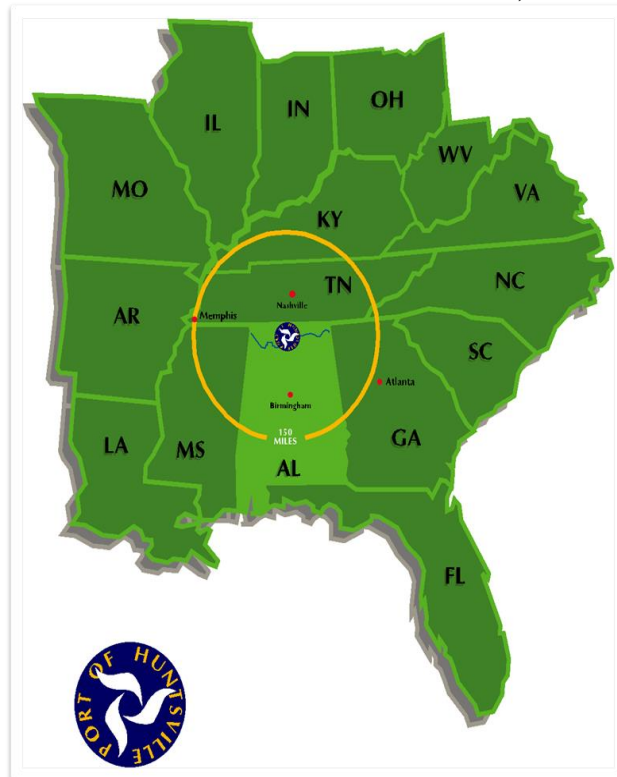 OH
IN
IL
WV
MO
VA
KY
TN
NC
Nashville
AR
Memphis
SC
Atlanta
Birmingham
150
MILES
GA
LA
MS
AL
FL
PORT OF HUNTSVILLE